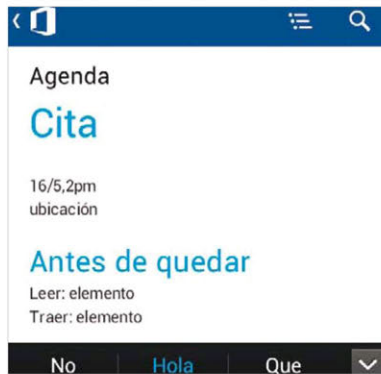 Agenda
Cita
16/5,2pm
ubicación
Antes de quedar
Leer: elemento
Traer: elemento
No Hola Que